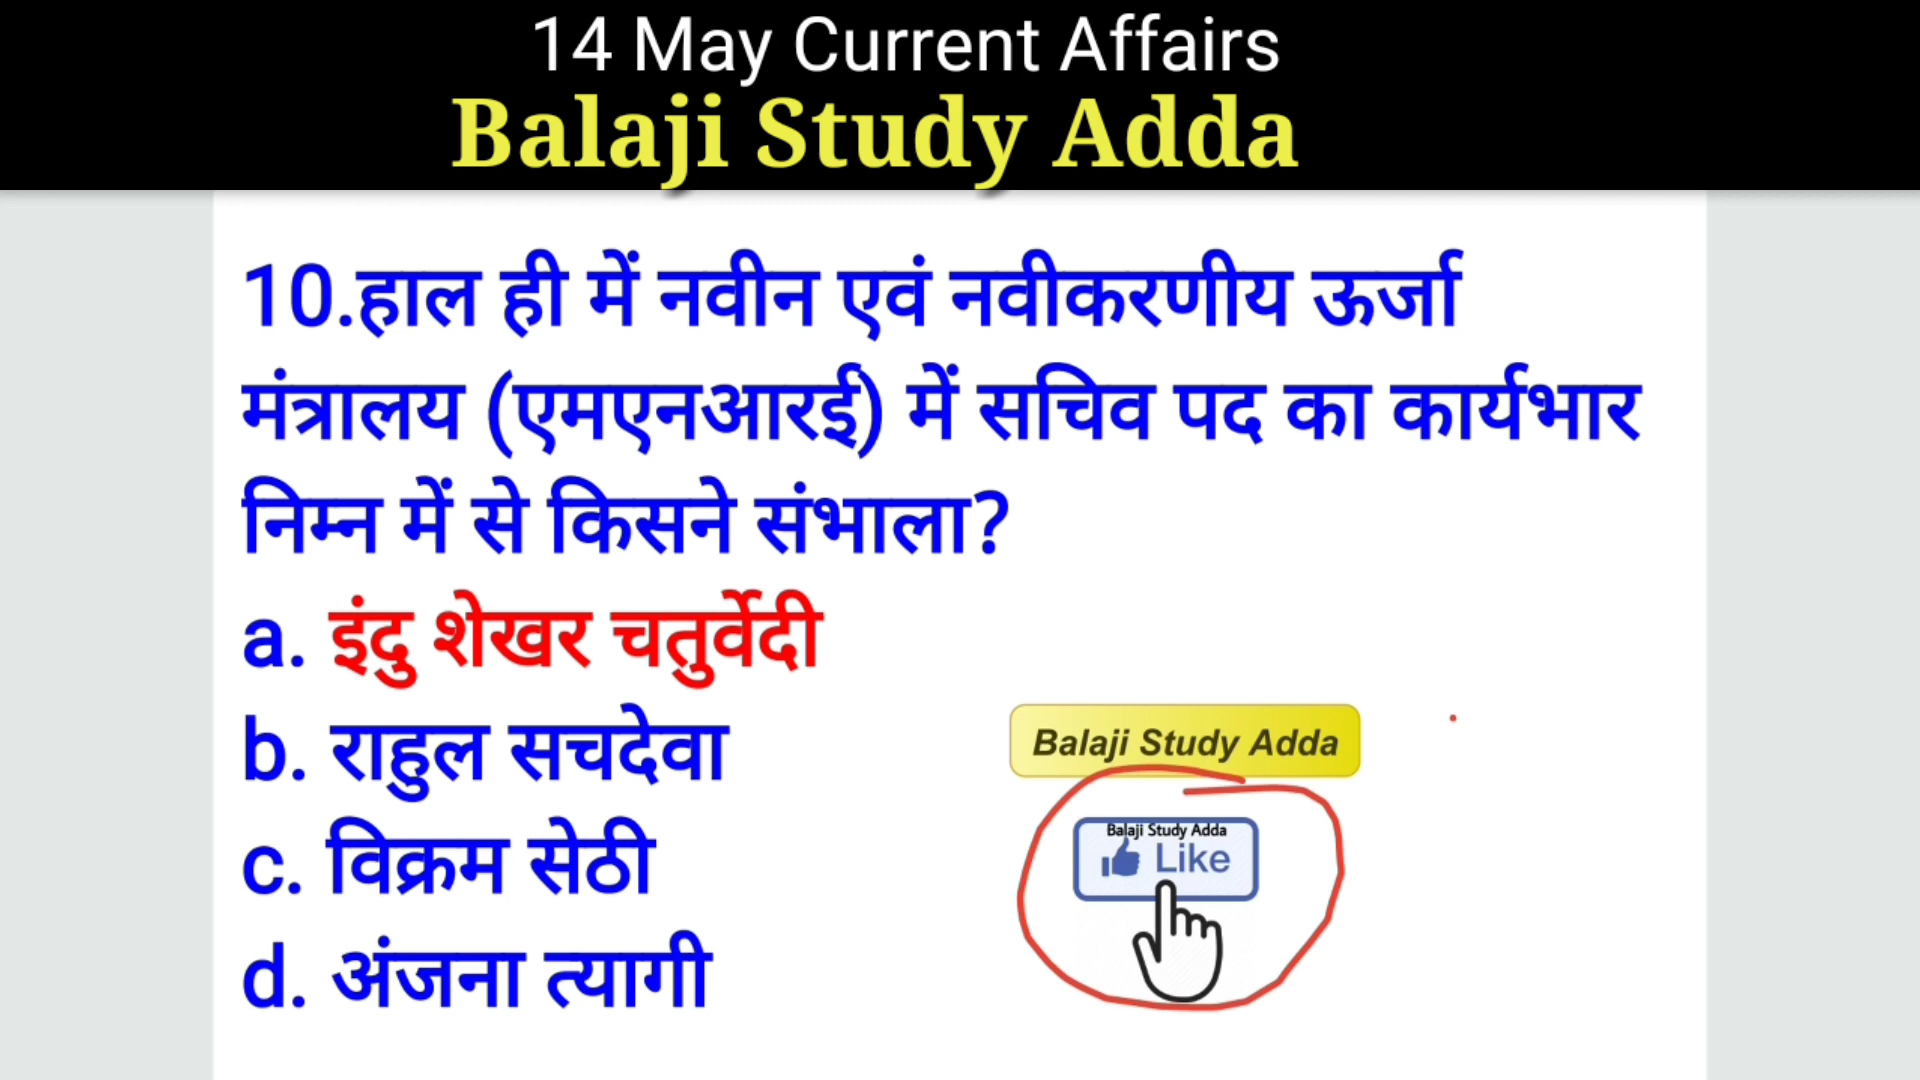 14 May Current Affairs
Balaji Study Adda
10.हाल ही में नवीन एवं नवीकरणीय ऊर्जा
मंत्रालय (एमएनआरई) में सचिव पद का कार्यभार
निम्न में से किसने संभाला?
a. इंदु शेखर चतुर्वेदी
b. राहुल सचदेवा
c. विक्रम सेठी
d. अंजना त्यागी
Balaji Study Adda
Balaji Study Adda
Like